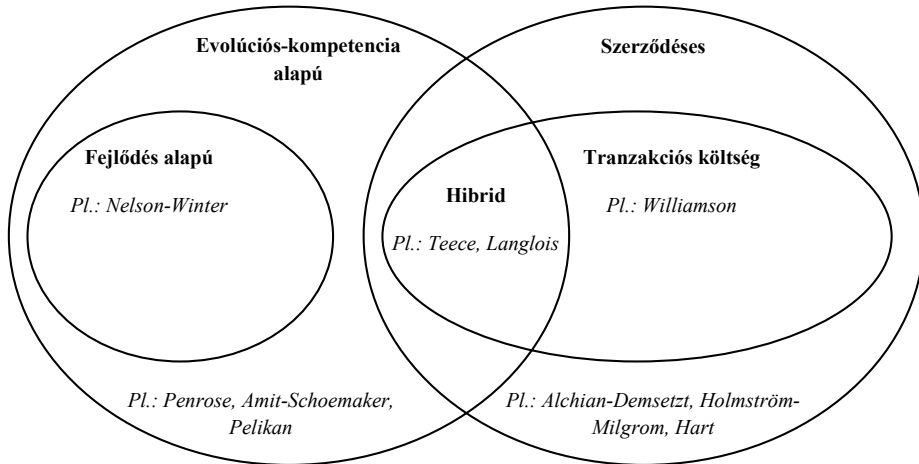 Evolúciós-kompetencia
alapú
Szerződéses
Fejlődés alapú
Pl.: Nelson-Winter
Hibrid
Pl.: Teece, Langlois
Tranzakciós költség
Pl.: Williamson
Pl.: Penrose, Amit-Schoemaker,
Pelikan
Pl.: Alchian-Demsetzt, Holmström-
Milgrom, Hart